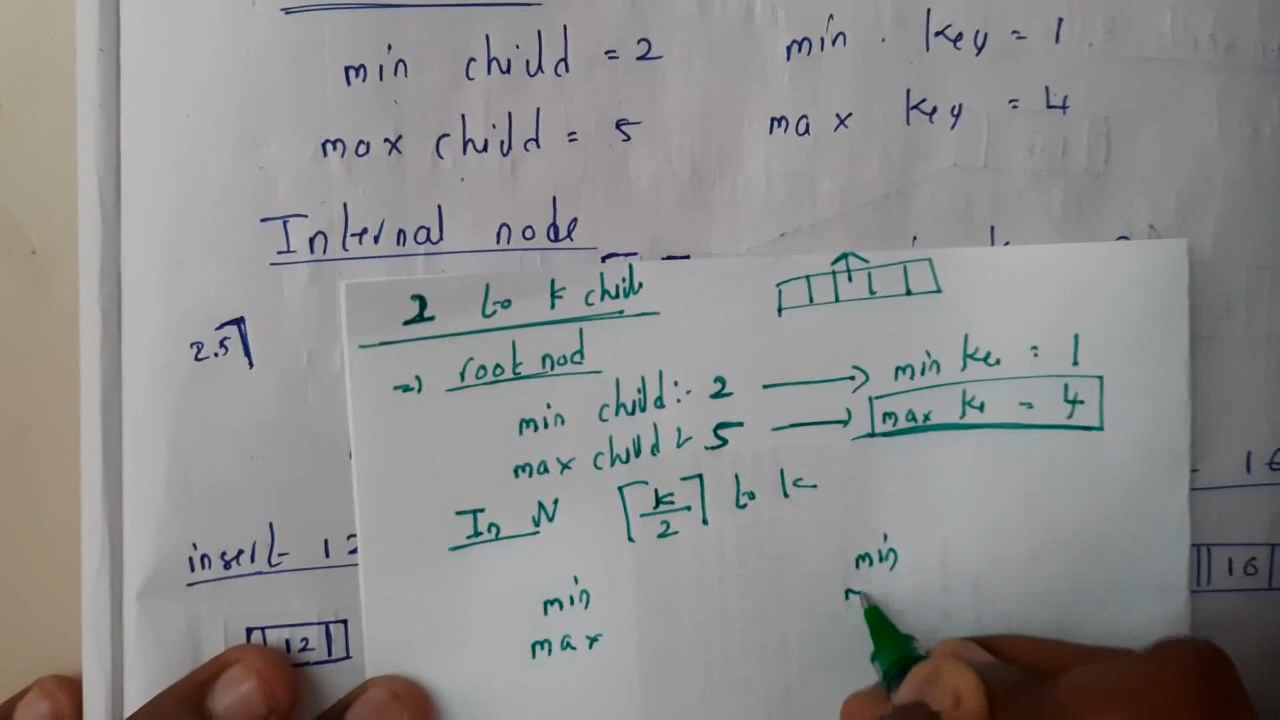 min child = 2 min . key = 1
max child = 5 max key = 4
Internal node
2 to k chil
2.5
=) root nod
min child :- 2 → min ke = 1
max child :- 5 → max ke = 4
In N ⌈k/2⌉ to k
insert 12
min min
max
12
16